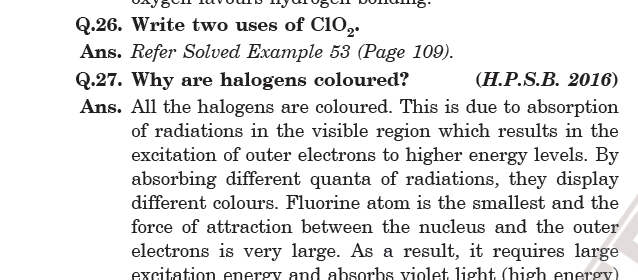 oxygen favours hydrogen bonding.
Q.26. Write two uses of ClO₂.
Ans. Refer Solved Example 53 (Page 109).
Q.27. Why are halogens coloured? (H.P.S.B. 2016)
Ans. All the halogens are coloured. This is due to absorption
of radiations in the visible region which results in the
excitation of outer electrons to higher energy levels. By
absorbing different quanta of radiations, they display
different colours. Fluorine atom is the smallest and the
force of attraction between the nucleus and the outer
electrons is very large. As a result, it requires large
excitation energy and absorbs violet light (high energy)